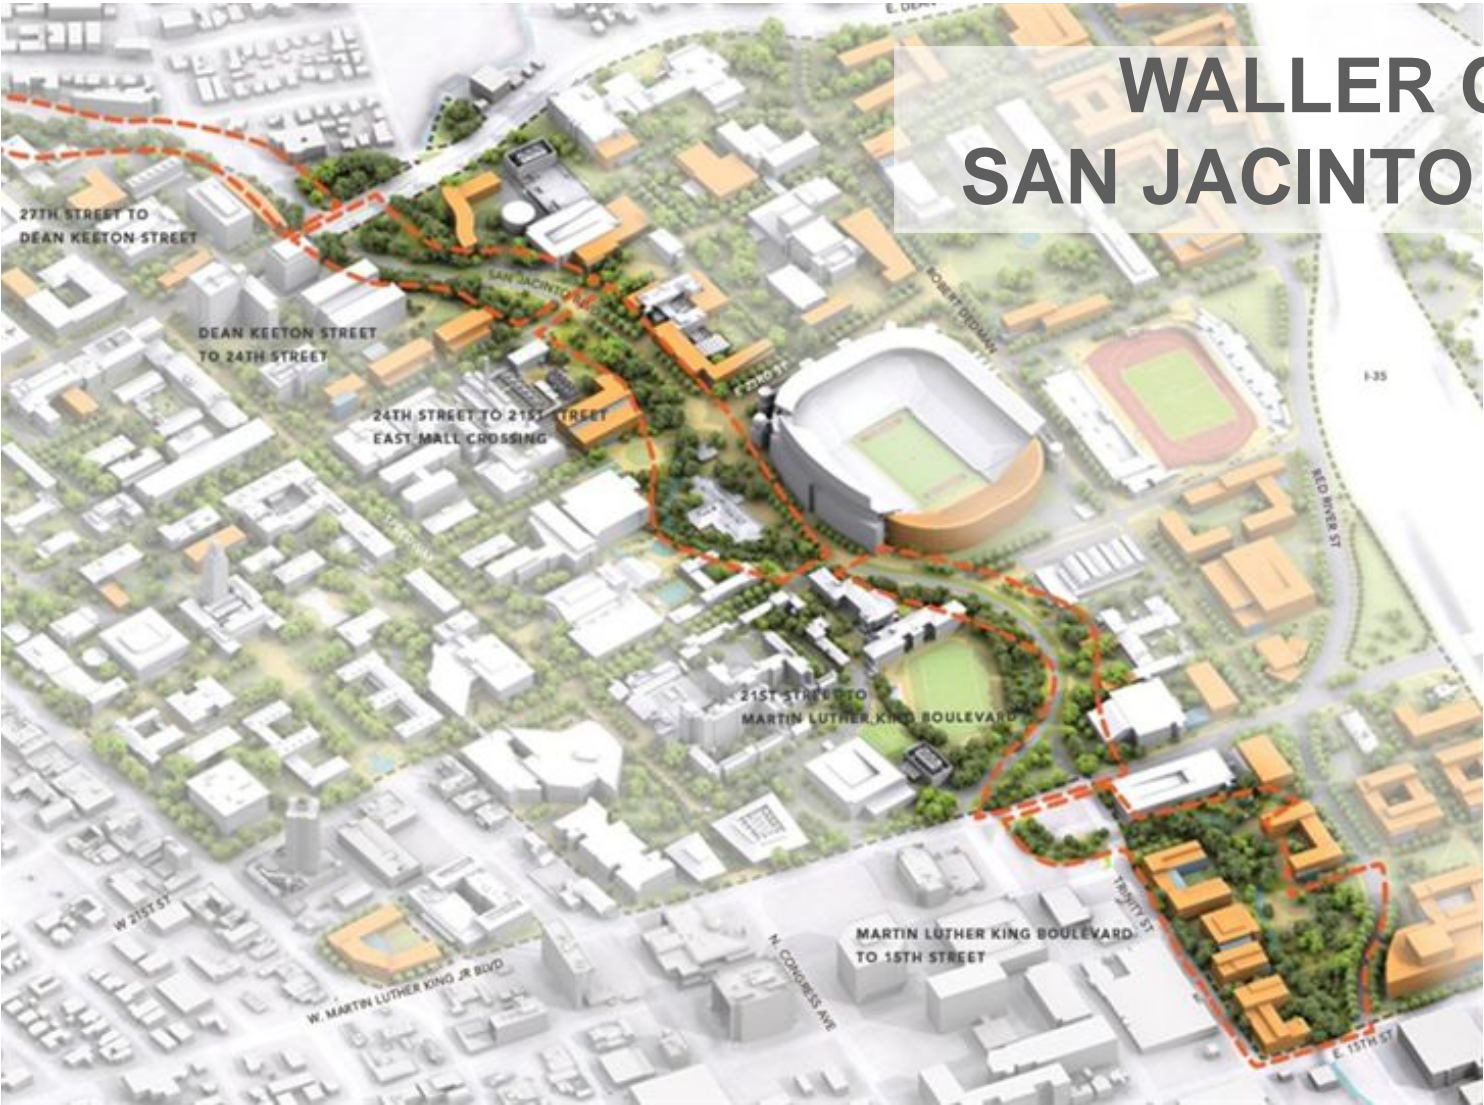 E. DEAN
WALLER C
SAN JACINTO
27TH STREET TO
DEAN KEETON STREET
SAN JACINTO
ROBERT DEDMAN
DEAN KEETON STREET
TO 24TH STREET
I-35
E 23RD ST
24TH STREET TO 21ST STREET
EAST MALL CROSSING
RED RIVER ST
21ST STREET TO
MARTIN LUTHER KING BOULEVARD
TRINITY ST
W 21ST ST
MARTIN LUTHER KING BOULEVARD
TO 15TH STREET
N. CONGRESS AVE
W. MARTIN LUTHER KING JR BLVD
E. 15TH ST